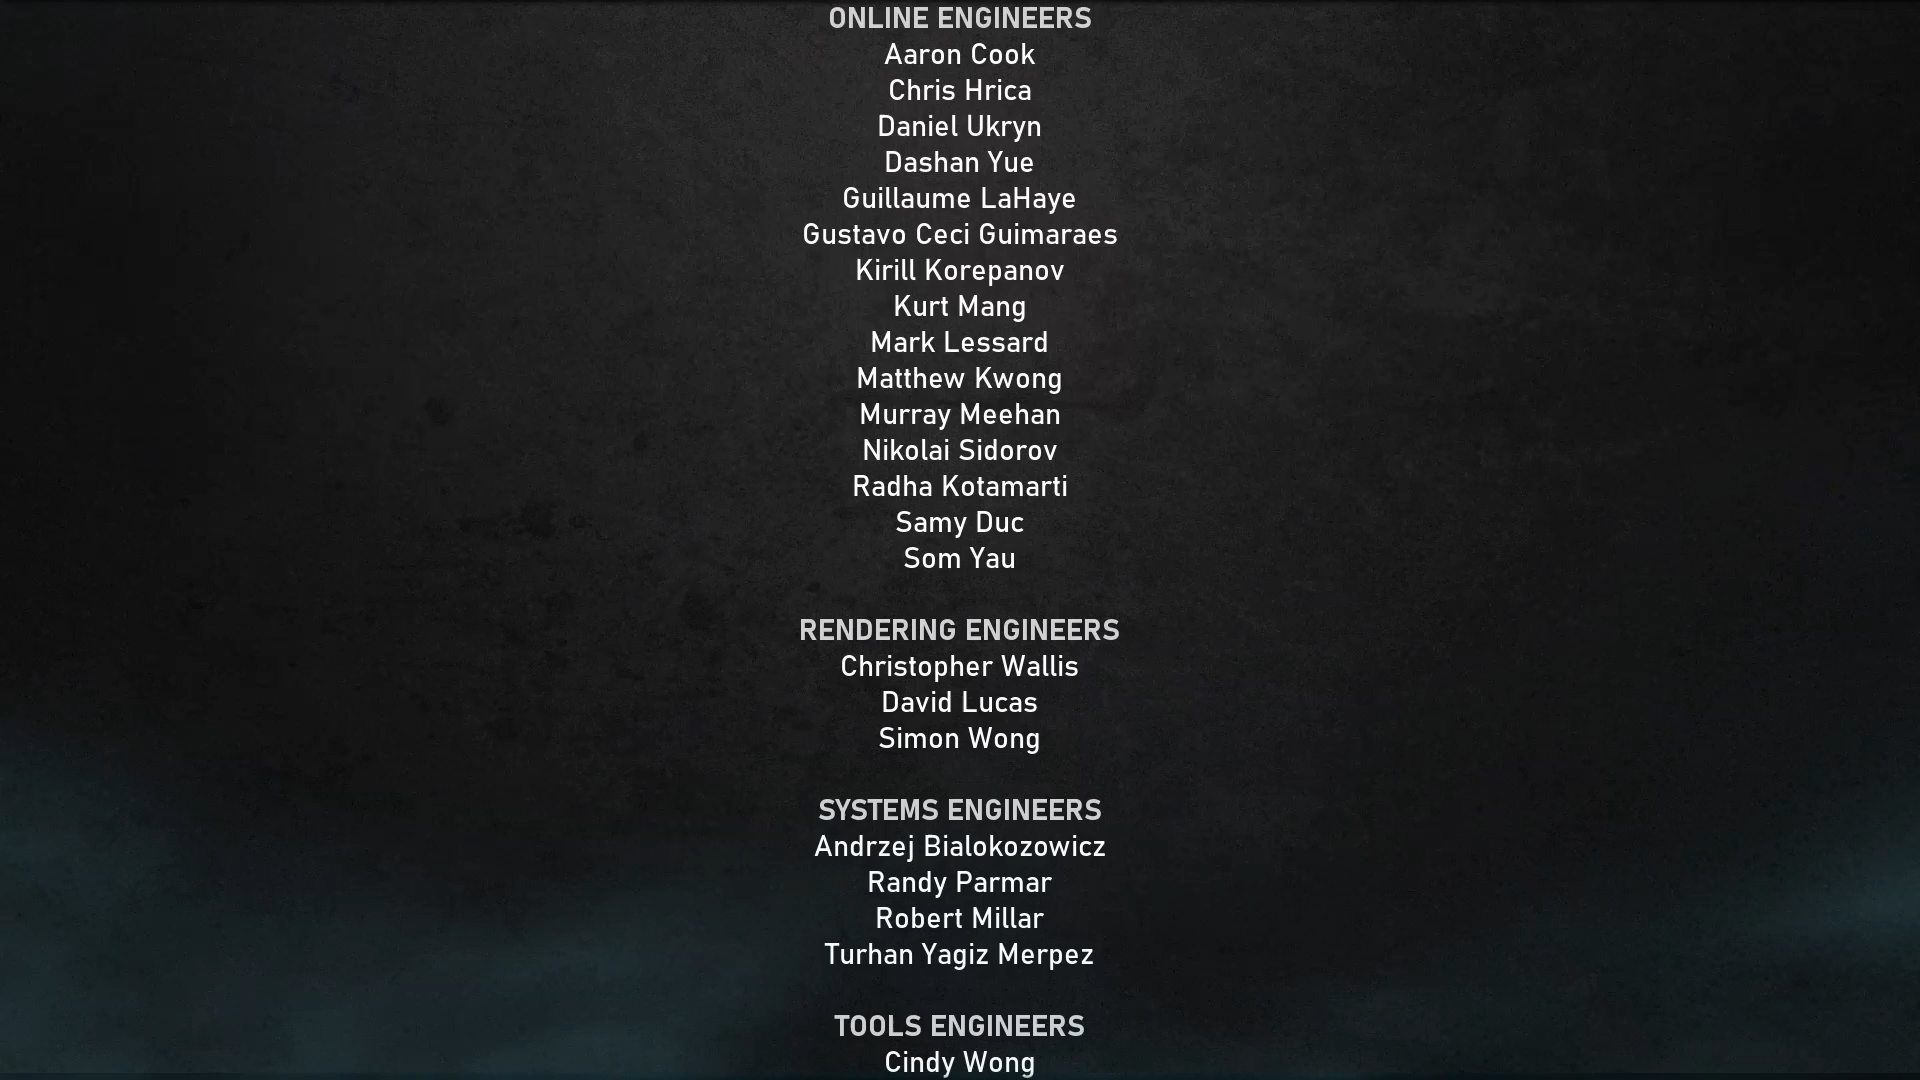 ONLINE ENGINEERS
Aaron Cook
Chris Hrica
Daniel Ukryn
Dashan Yue
Guillaume LaHaye
Gustavo Ceci Guimaraes
Kirill Korepanov
Kurt Mang
Mark Lessard
Matthew Kwong
Murray Meehan
Nikolai Sidorov
Radha Kotamarti
Samy Duc
Som Yau
RENDERING ENGINEERS
Christopher Wallis
David Lucas
Simon Wong
SYSTEMS ENGINEERS
Andrzej Bialokozowicz
Randy Parmar
Robert Millar
Turhan Yagiz Merpez
TOOLS ENGINEERS
Cindy Wong